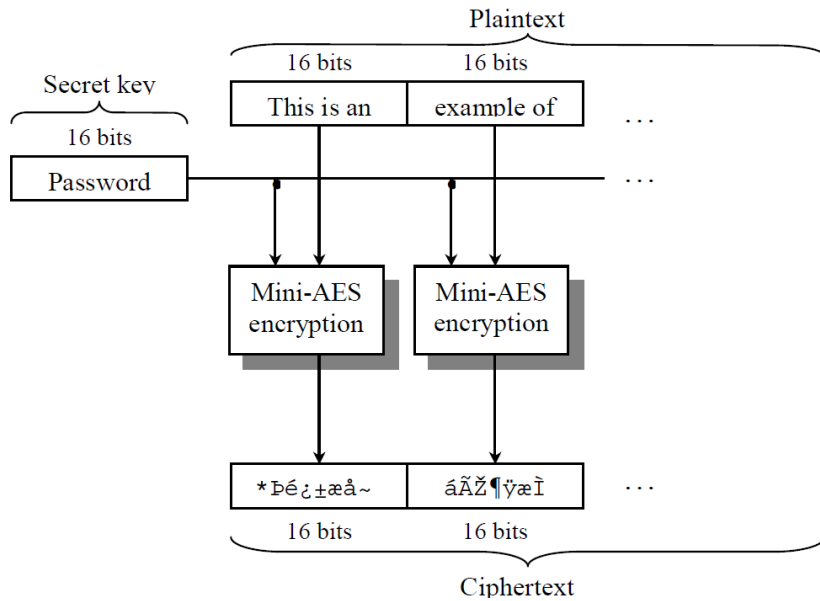 Plaintext
16 bits 16 bits
Secret key
This is an example of ...
16 bits
Password ...
Mini-AES encryption Mini-AES encryption
*Þé¿±æå~ áÃŽ¶ÿæÌ ...
16 bits 16 bits
Ciphertext